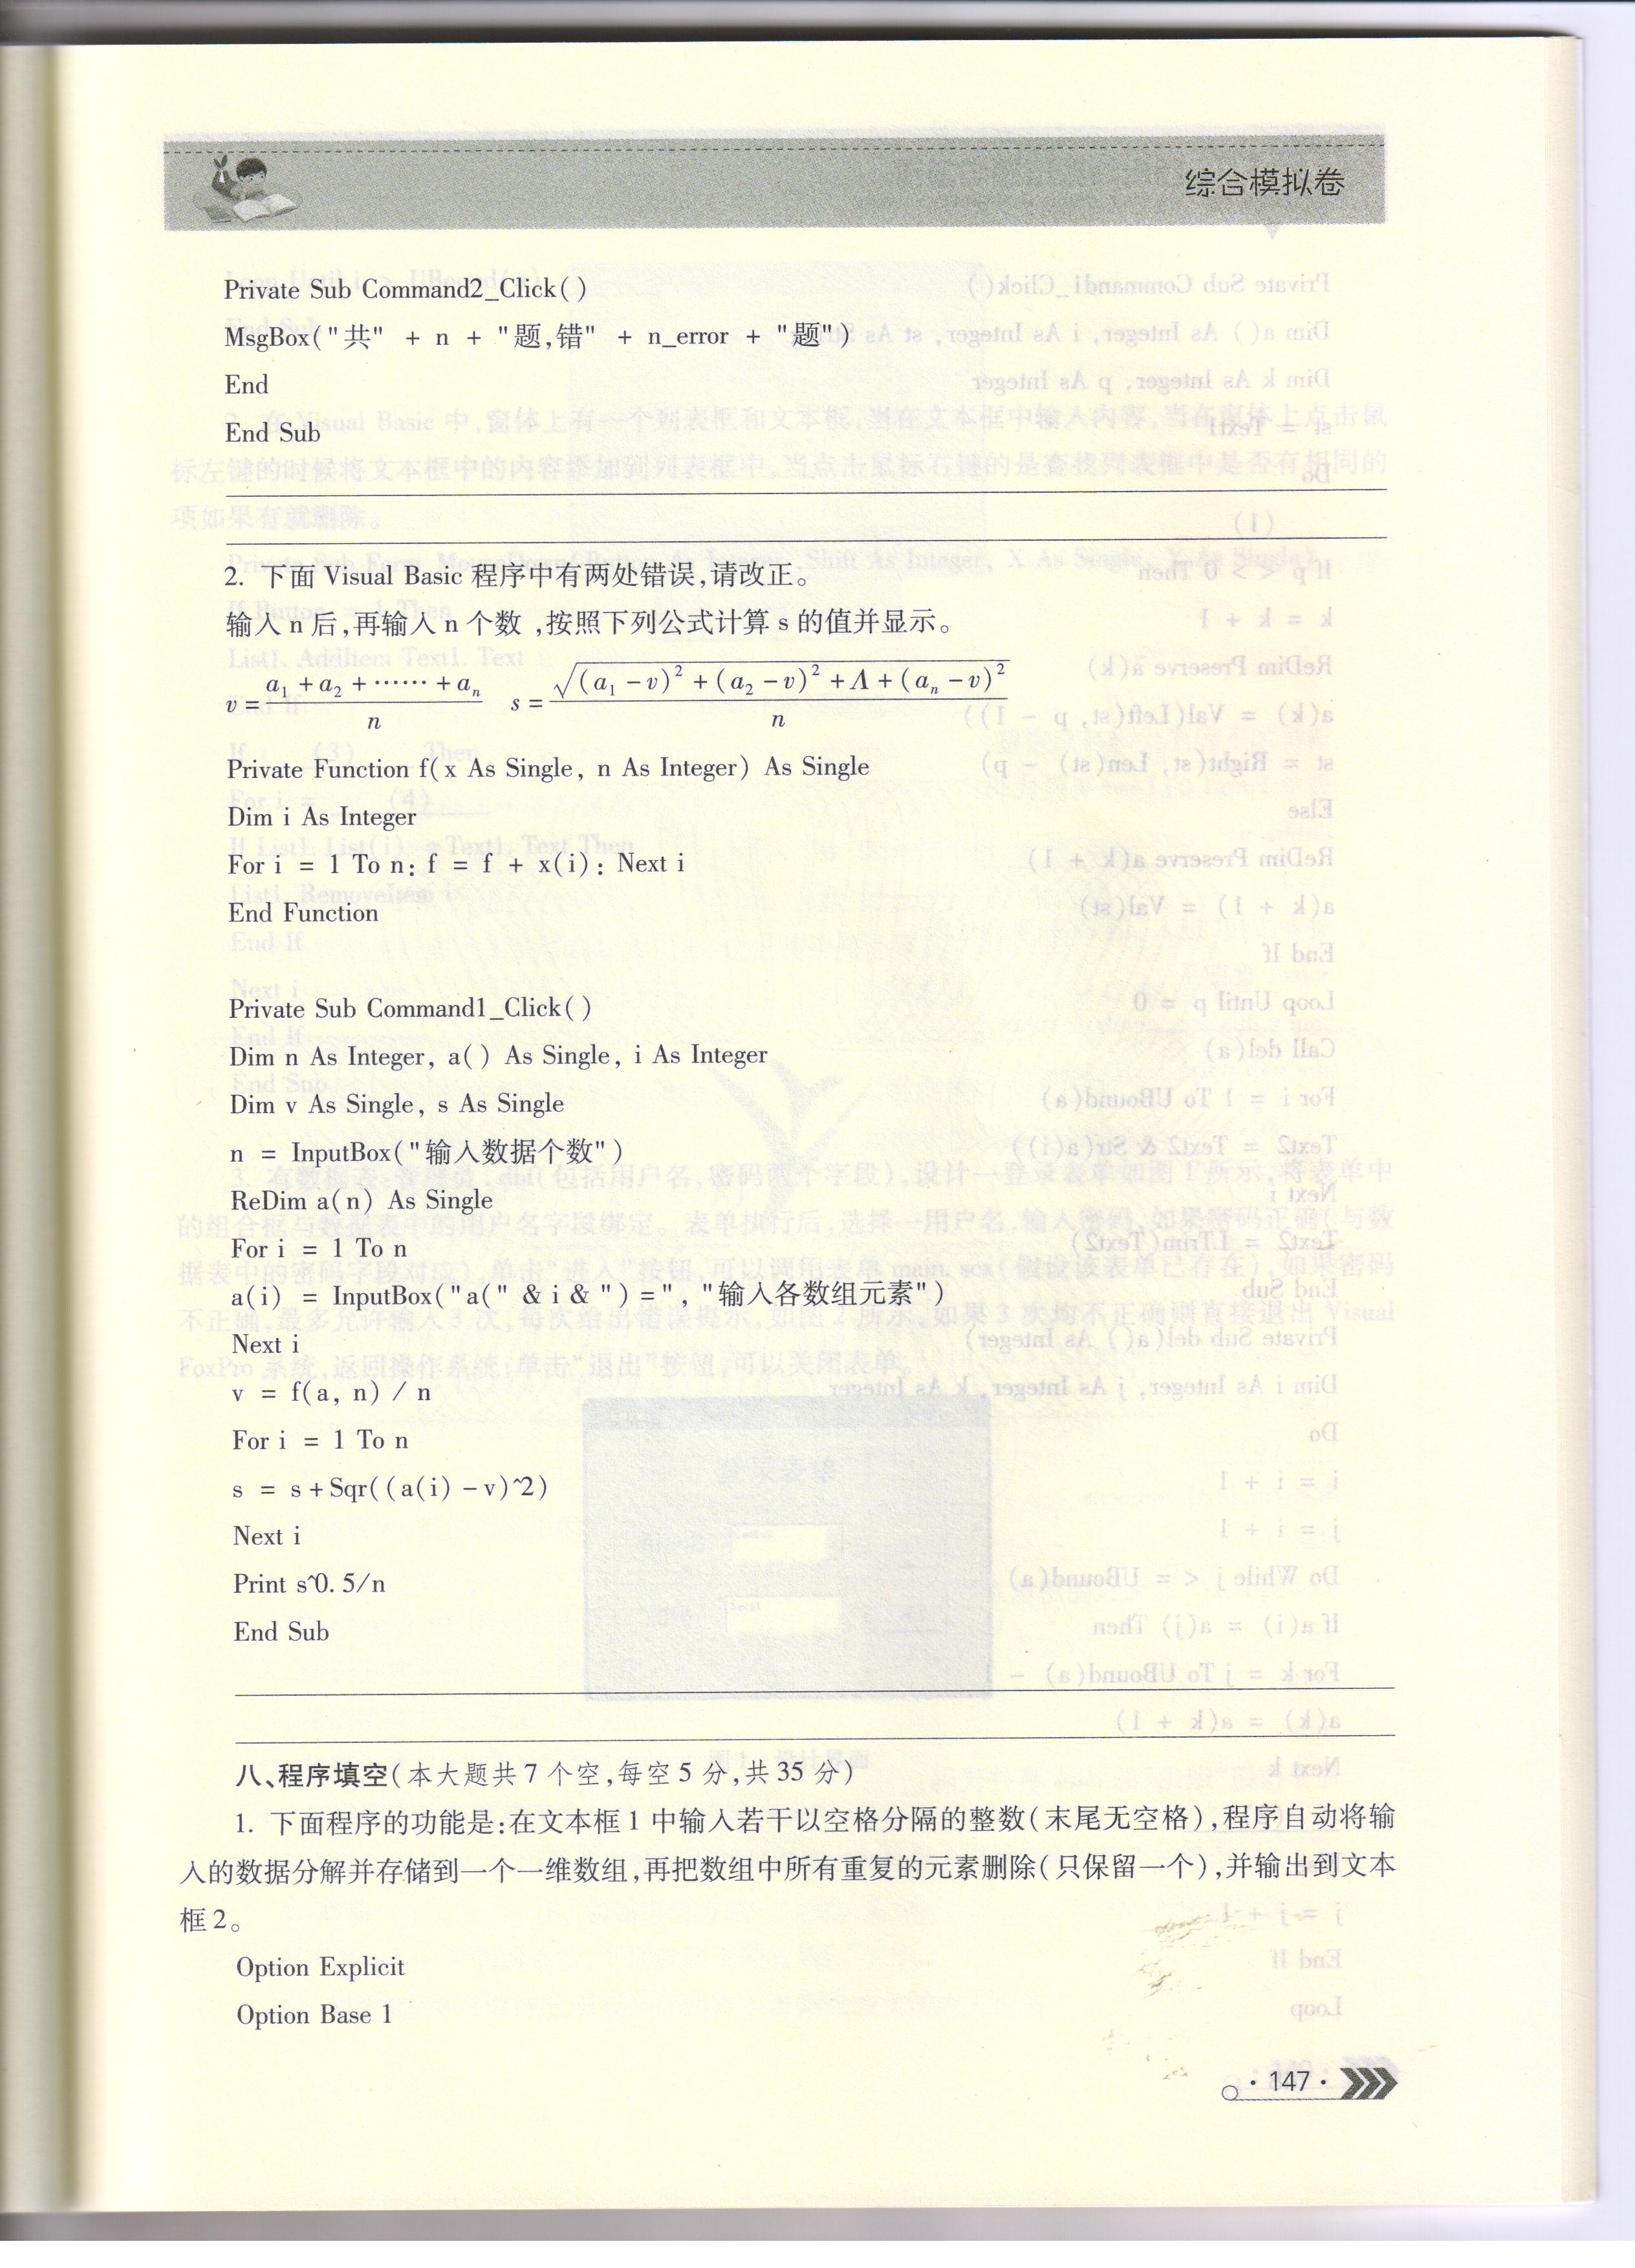 综合模拟卷
Private Sub Command2_Click( )
MsgBox("共" + n + "题,错" + n_error + "题")
End
End Sub
2. 下面 Visual Basic 程序中有两处错误,请改正。
输入 n 后,再输入 n 个数 ,按照下列公式计算 s 的值并显示。
v = (a₁ + a₂ + …… + aₙ) / n s = √((a₁ − v)² + (a₂ − v)² + Λ + (aₙ − v)²) / n
Private Function f( x As Single, n As Integer) As Single
Dim i As Integer
For i = 1 To n: f = f + x(i): Next i
End Function
Private Sub Command1_Click( )
Dim n As Integer, a( ) As Single, i As Integer
Dim v As Single, s As Single
n = InputBox("输入数据个数")
ReDim a(n) As Single
For i = 1 To n
a(i) = InputBox("a(" & i & ") =", "输入各数组元素")
Next i
v = f(a, n) / n
For i = 1 To n
s = s + Sqr((a(i) − v)^2)
Next i
Print s^0.5/n
End Sub
八、程序填空(本大题共 7 个空,每空 5 分,共 35 分)
1. 下面程序的功能是:在文本框 1 中输入若干以空格分隔的整数(末尾无空格),程序自动将输
入的数据分解并存储到一个一维数组,再把数组中所有重复的元素删除(只保留一个),并输出到文本
框 2。
Option Explicit
Option Base 1
· 147 ·